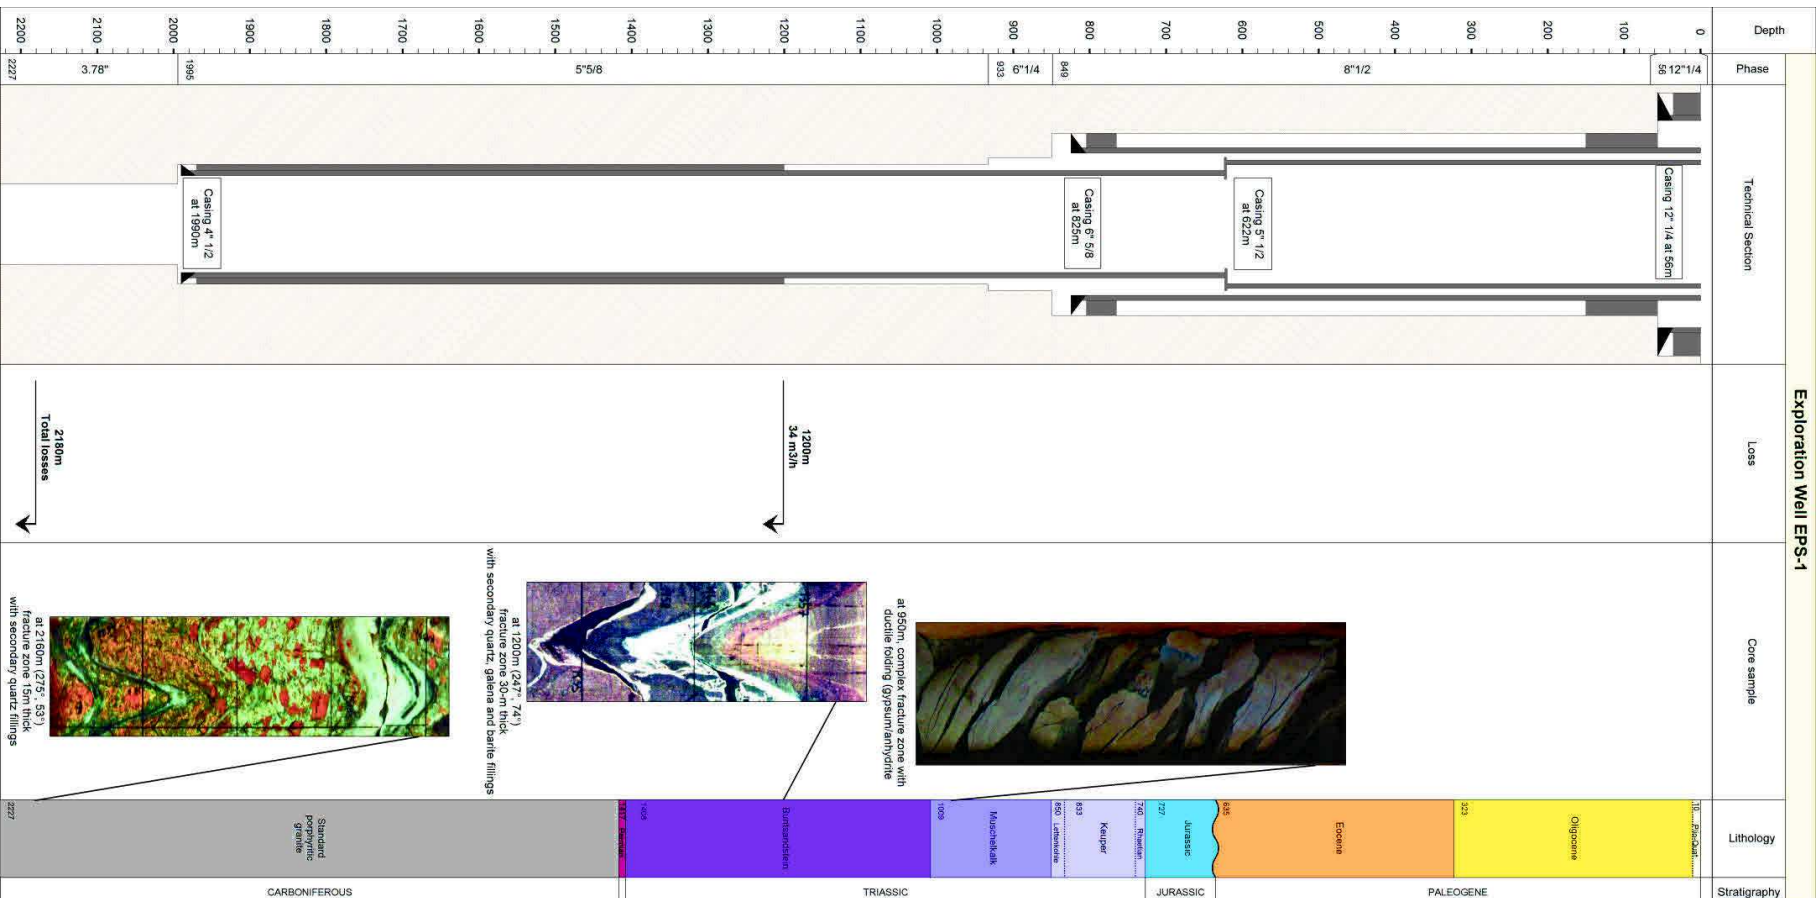 Exploration Well EPS-1
Depth
Phase
Technical Section
Loss
Core sample
Lithology
Stratigraphy
0
100
200
300
400
500
600
700
800
900
1000
1100
1200
1300
1400
1500
1600
1700
1800
1900
2000
2100
2200
12"1/4
56
8"1/2
849
6"1/4
933
5"5/8
1995
3.78"
2227
Casing 12" 1/4 at 56m
Casing 5" 1/2
at 622m
Casing 6" 5/8
at 825m
Casing 4" 1/2
at 1990m
1200m
34 m3/h
2180m
Total losses
at 950m, complex fracture zone with
ductile folding (gypsum/anhydrite
at 1200m (247°, 74°)
fracture zone 30-m thick
with secondary quartz, galena and barite fillings
at 2160m (275°, 53°)
fracture zone 15m thick
with secondary quartz fillings
10
Plio-Quat.
Oligocene
323
Eocene
635
Jurassic
727
Rhaetian
740
Keuper
833
Lettenkohle
850
Muschelkalk
1009
Buntsandstein
1408
Permian
1417
Standard
porphyritic
granite
2227
PALEOGENE
JURASSIC
TRIASSIC
CARBONIFEROUS